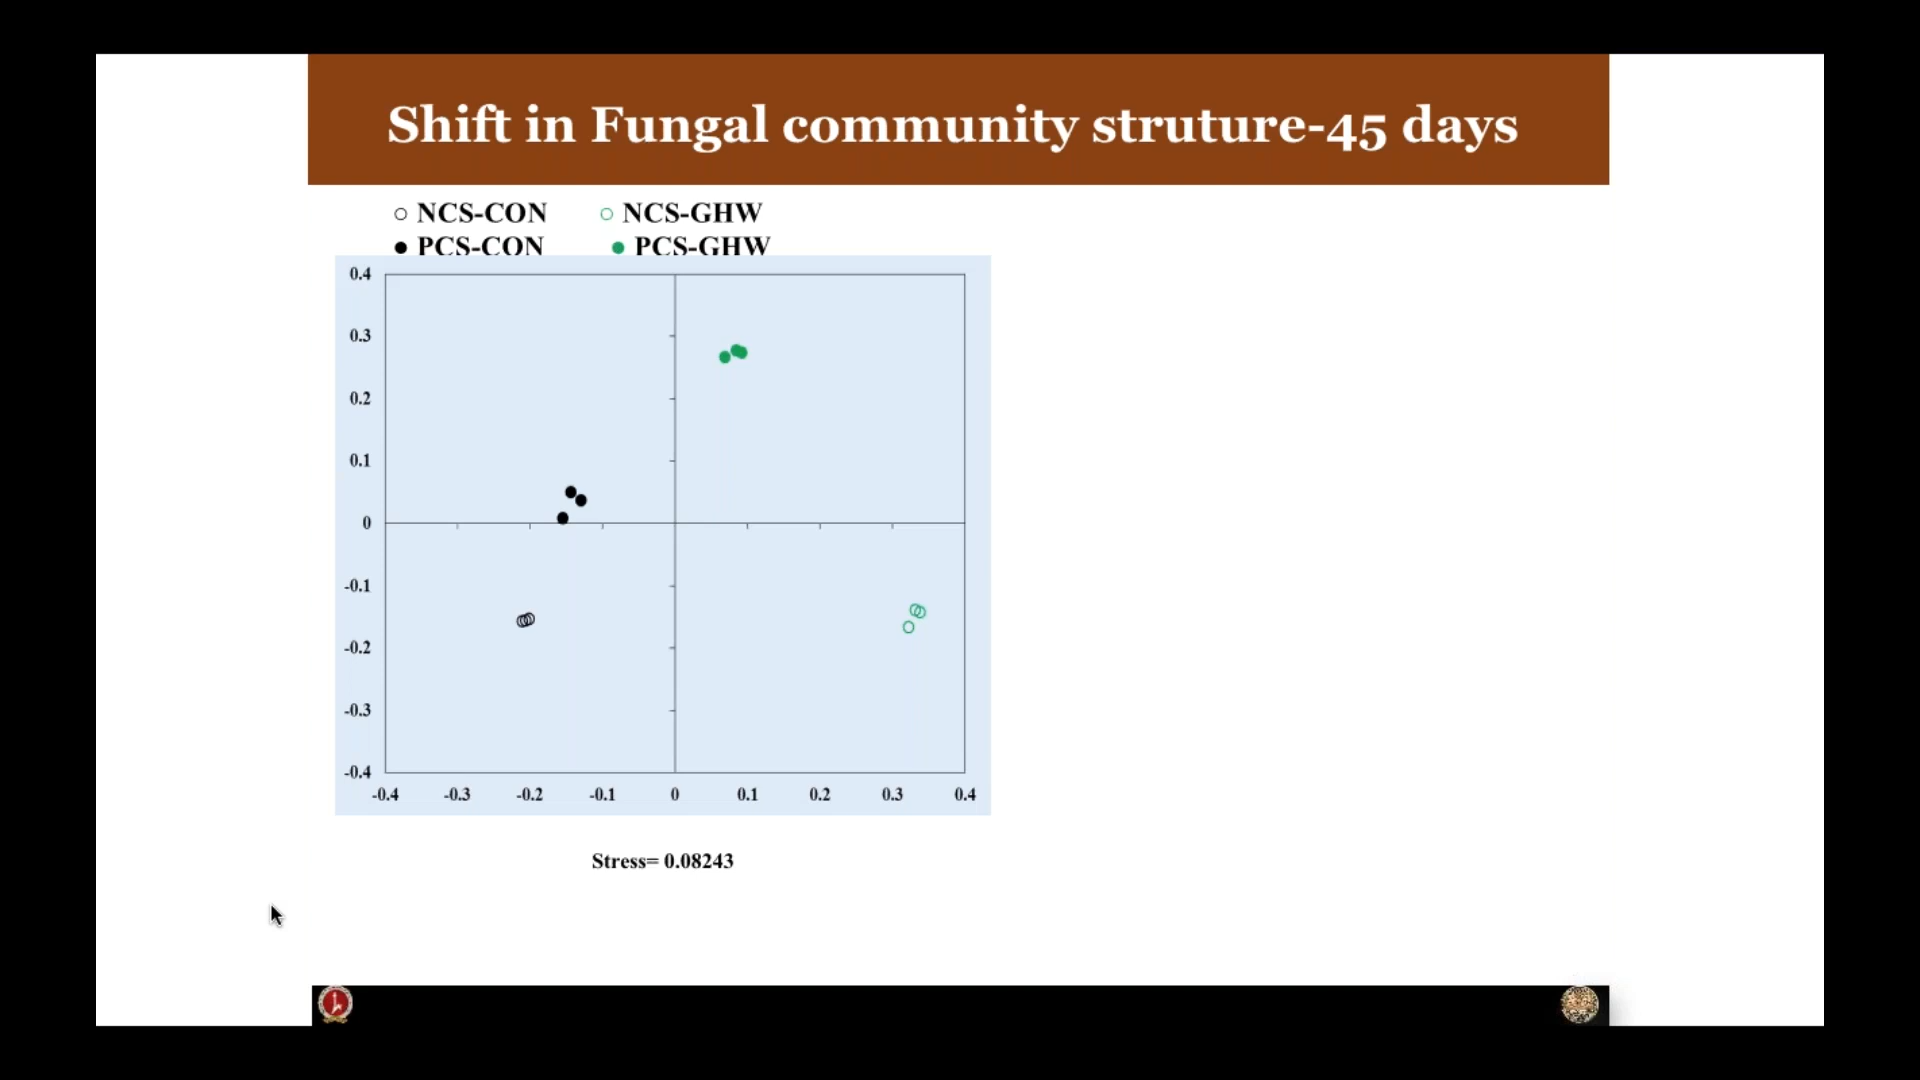 Shift in Fungal community struture-45 days
NCS-CON NCS-GHW
PCS-CON PCS-GHW
0.4
0.3
0.2
0.1
0
-0.1
-0.2
-0.3
-0.4
-0.4 -0.3 -0.2 -0.1 0 0.1 0.2 0.3 0.4
Stress= 0.08243